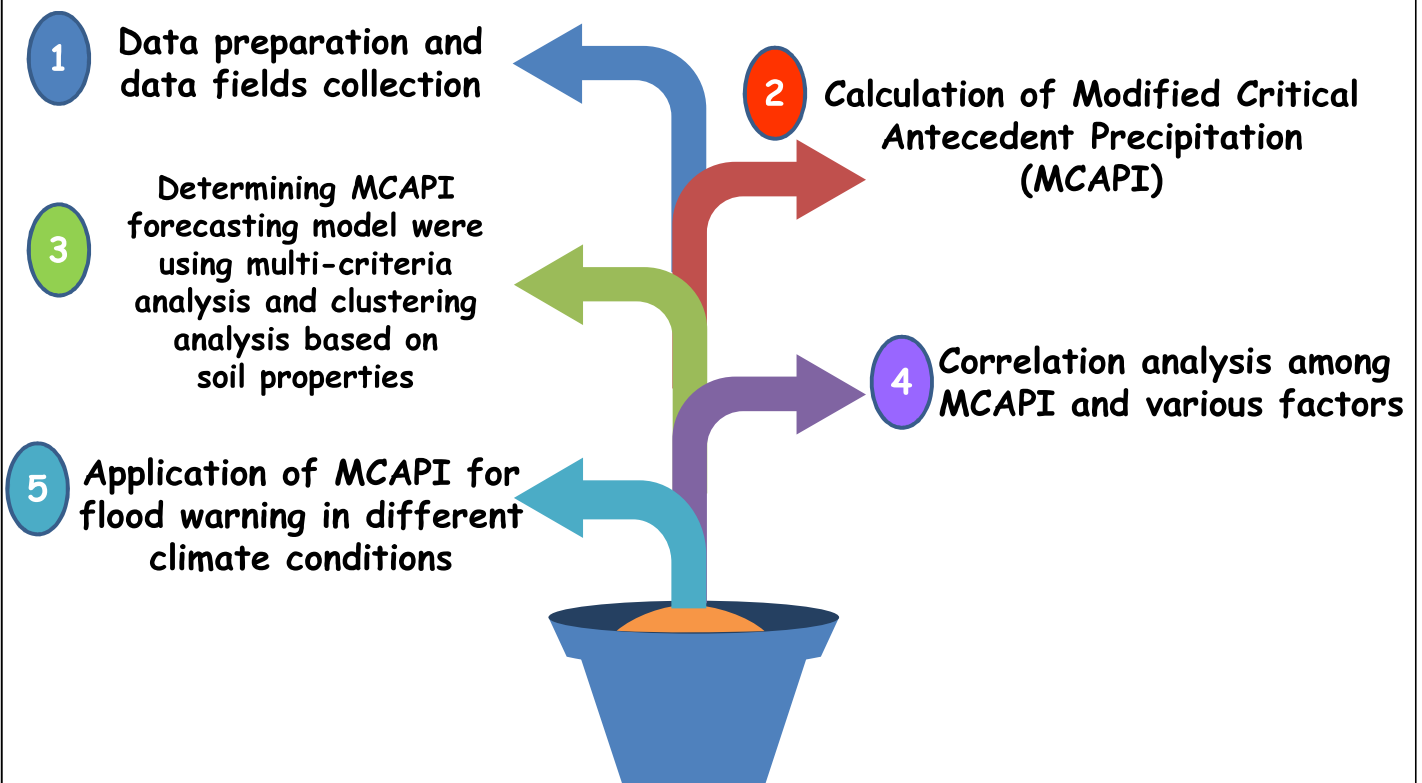 1
Data preparation and
data fields collection
2
Calculation of Modified Critical
Antecedent Precipitation
(MCAPI)
3
Determining MCAPI
forecasting model were
using multi-criteria
analysis and clustering
analysis based on
soil properties
4
Correlation analysis among
MCAPI and various factors
5
Application of MCAPI for
flood warning in different
climate conditions